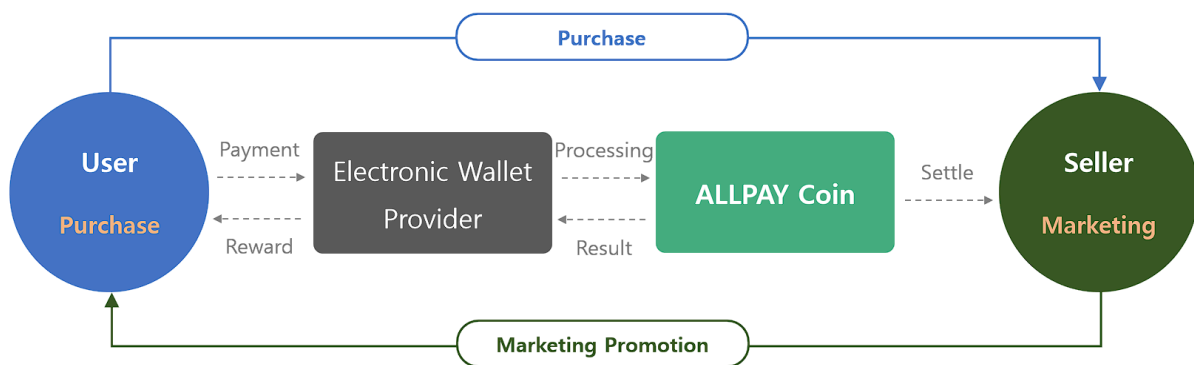 Purchase
User
Purchase
Payment
Reward
Electronic Wallet
Provider
Processing
Result
ALLPAY Coin
Settle
Seller
Marketing
Marketing Promotion